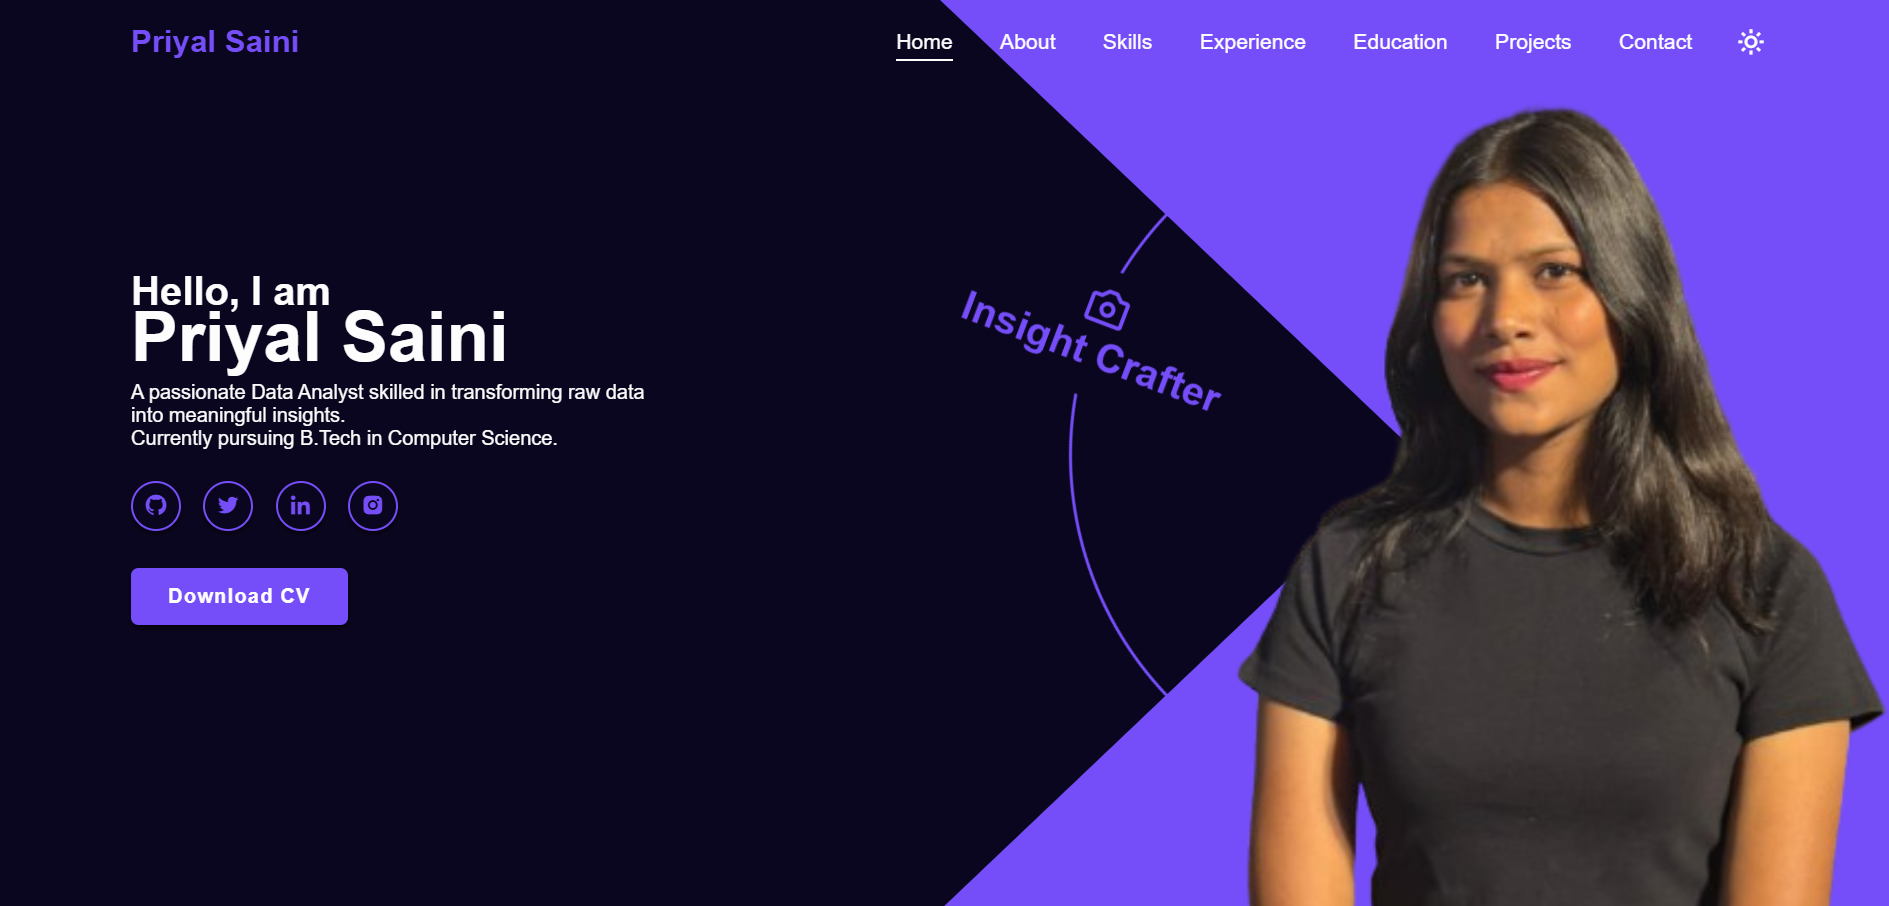 Priyal Saini
Home About Skills Experience Education Projects Contact
Hello, I am
Priyal Saini
A passionate Data Analyst skilled in transforming raw data
into meaningful insights.
Currently pursuing B.Tech in Computer Science.
in
Download CV
Insight Crafter